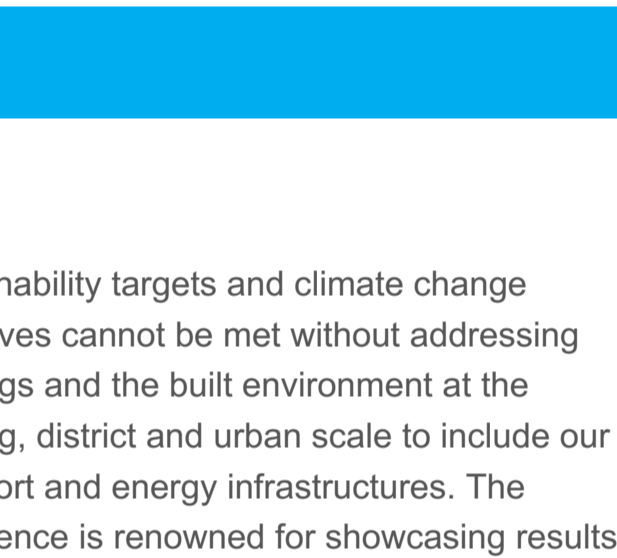 nability targets and climate change
ves cannot be met without addressing
gs and the built environment at the
g, district and urban scale to include our
ort and energy infrastructures. The
ence is renowned for showcasing results